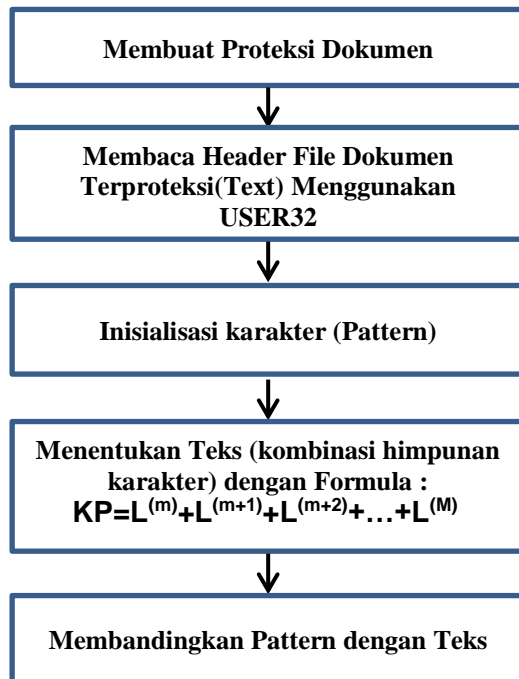 Membuat Proteksi Dokumen
Membaca Header File Dokumen
Terproteksi(Text) Menggunakan
USER32
Inisialisasi karakter (Pattern)
Menentukan Teks (kombinasi himpunan
karakter) dengan Formula :
KP=L^(m)+L^(m+1)+L^(m+2)+...+L^(M)
Membandingkan Pattern dengan Teks